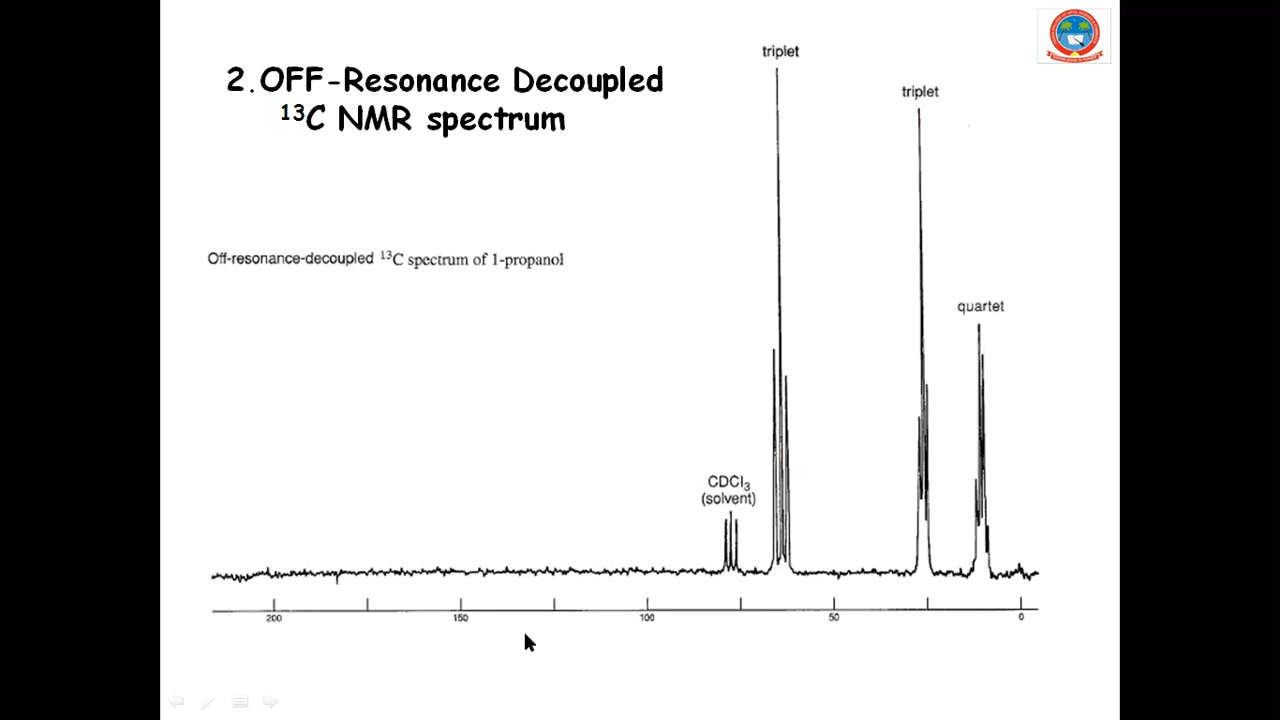 2. OFF-Resonance Decoupled
¹³C NMR spectrum
triplet
triplet
Off-resonance-decoupled ¹³C spectrum of 1-propanol
quartet
CDCl₃
(solvent)
200 150 100 50 0